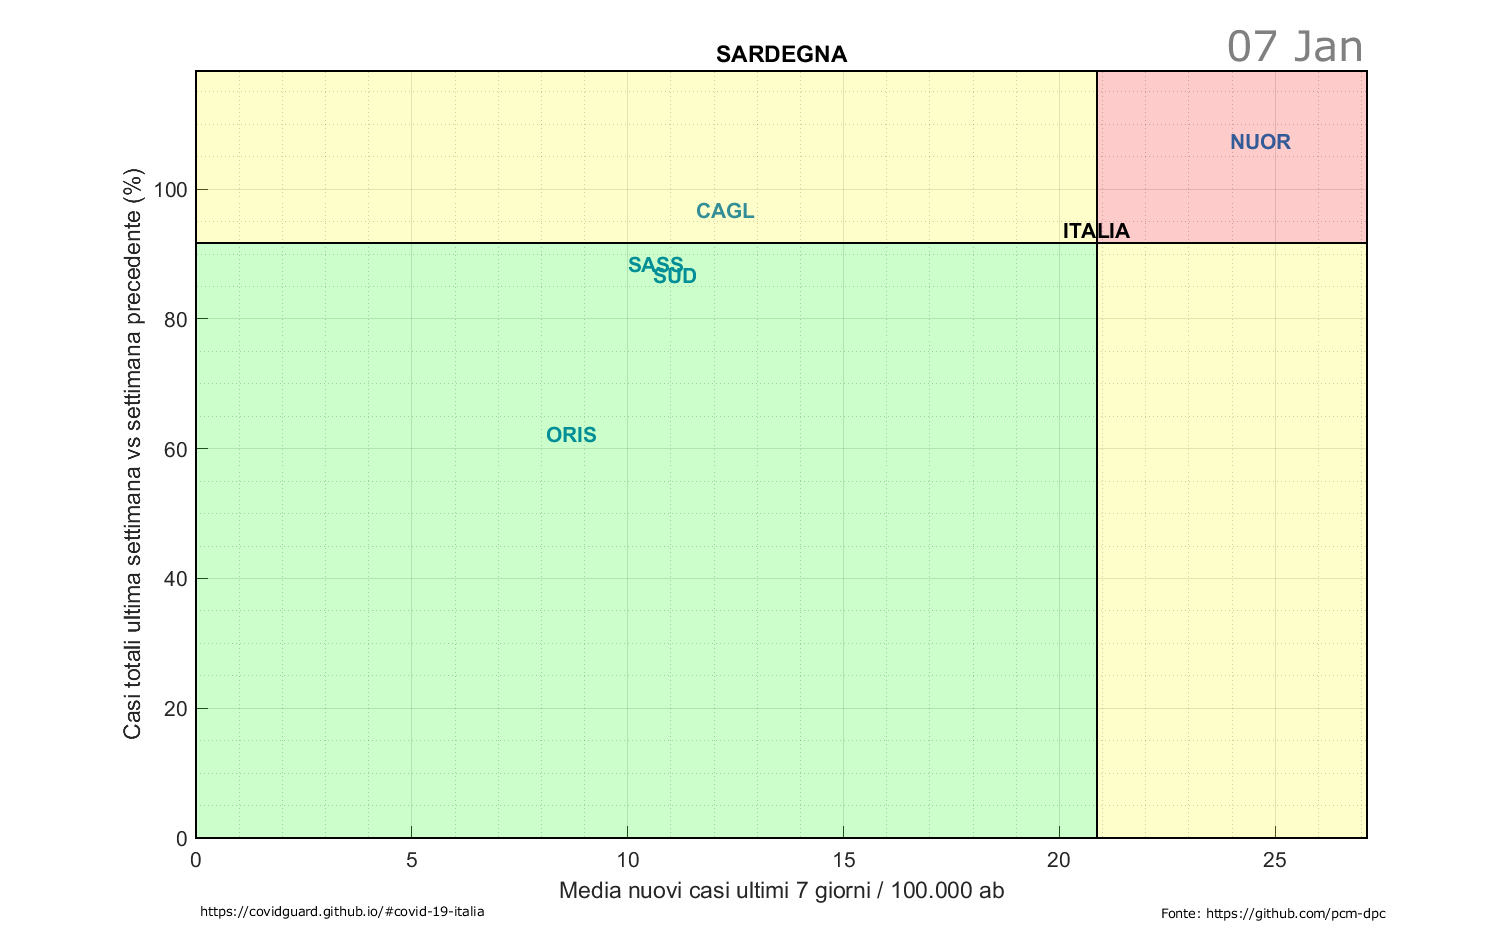 07 Jan
SARDEGNA
NUOR
CAGL
ITALIA
SASS
SUD
ORIS
Casi totali ultima settimana vs settimana precedente (%)
100
80
60
40
20
0
0 5 10 15 20 25
Media nuovi casi ultimi 7 giorni / 100.000 ab
https://covidguard.github.io/#covid-19-italia
Fonte: https://github.com/pcm-dpc